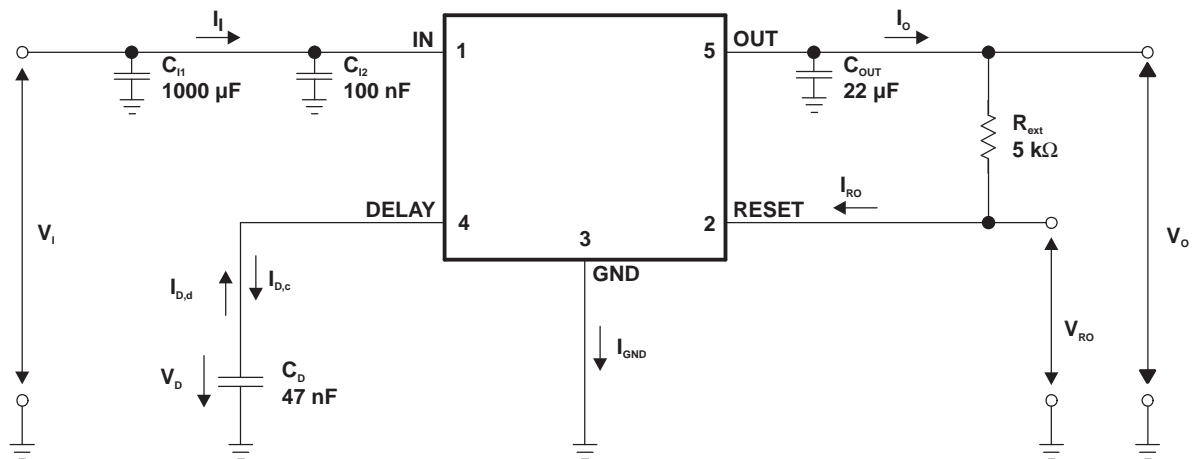 I_I
IN
1
5
OUT
I_O
C_I1
1000 µF
C_I2
100 nF
C_OUT
22 µF
R_ext
5 kΩ
I_RO
DELAY
4
3
2
RESET
GND
V_I
I_D,d
I_D,c
I_GND
V_RO
V_O
V_D
C_D
47 nF